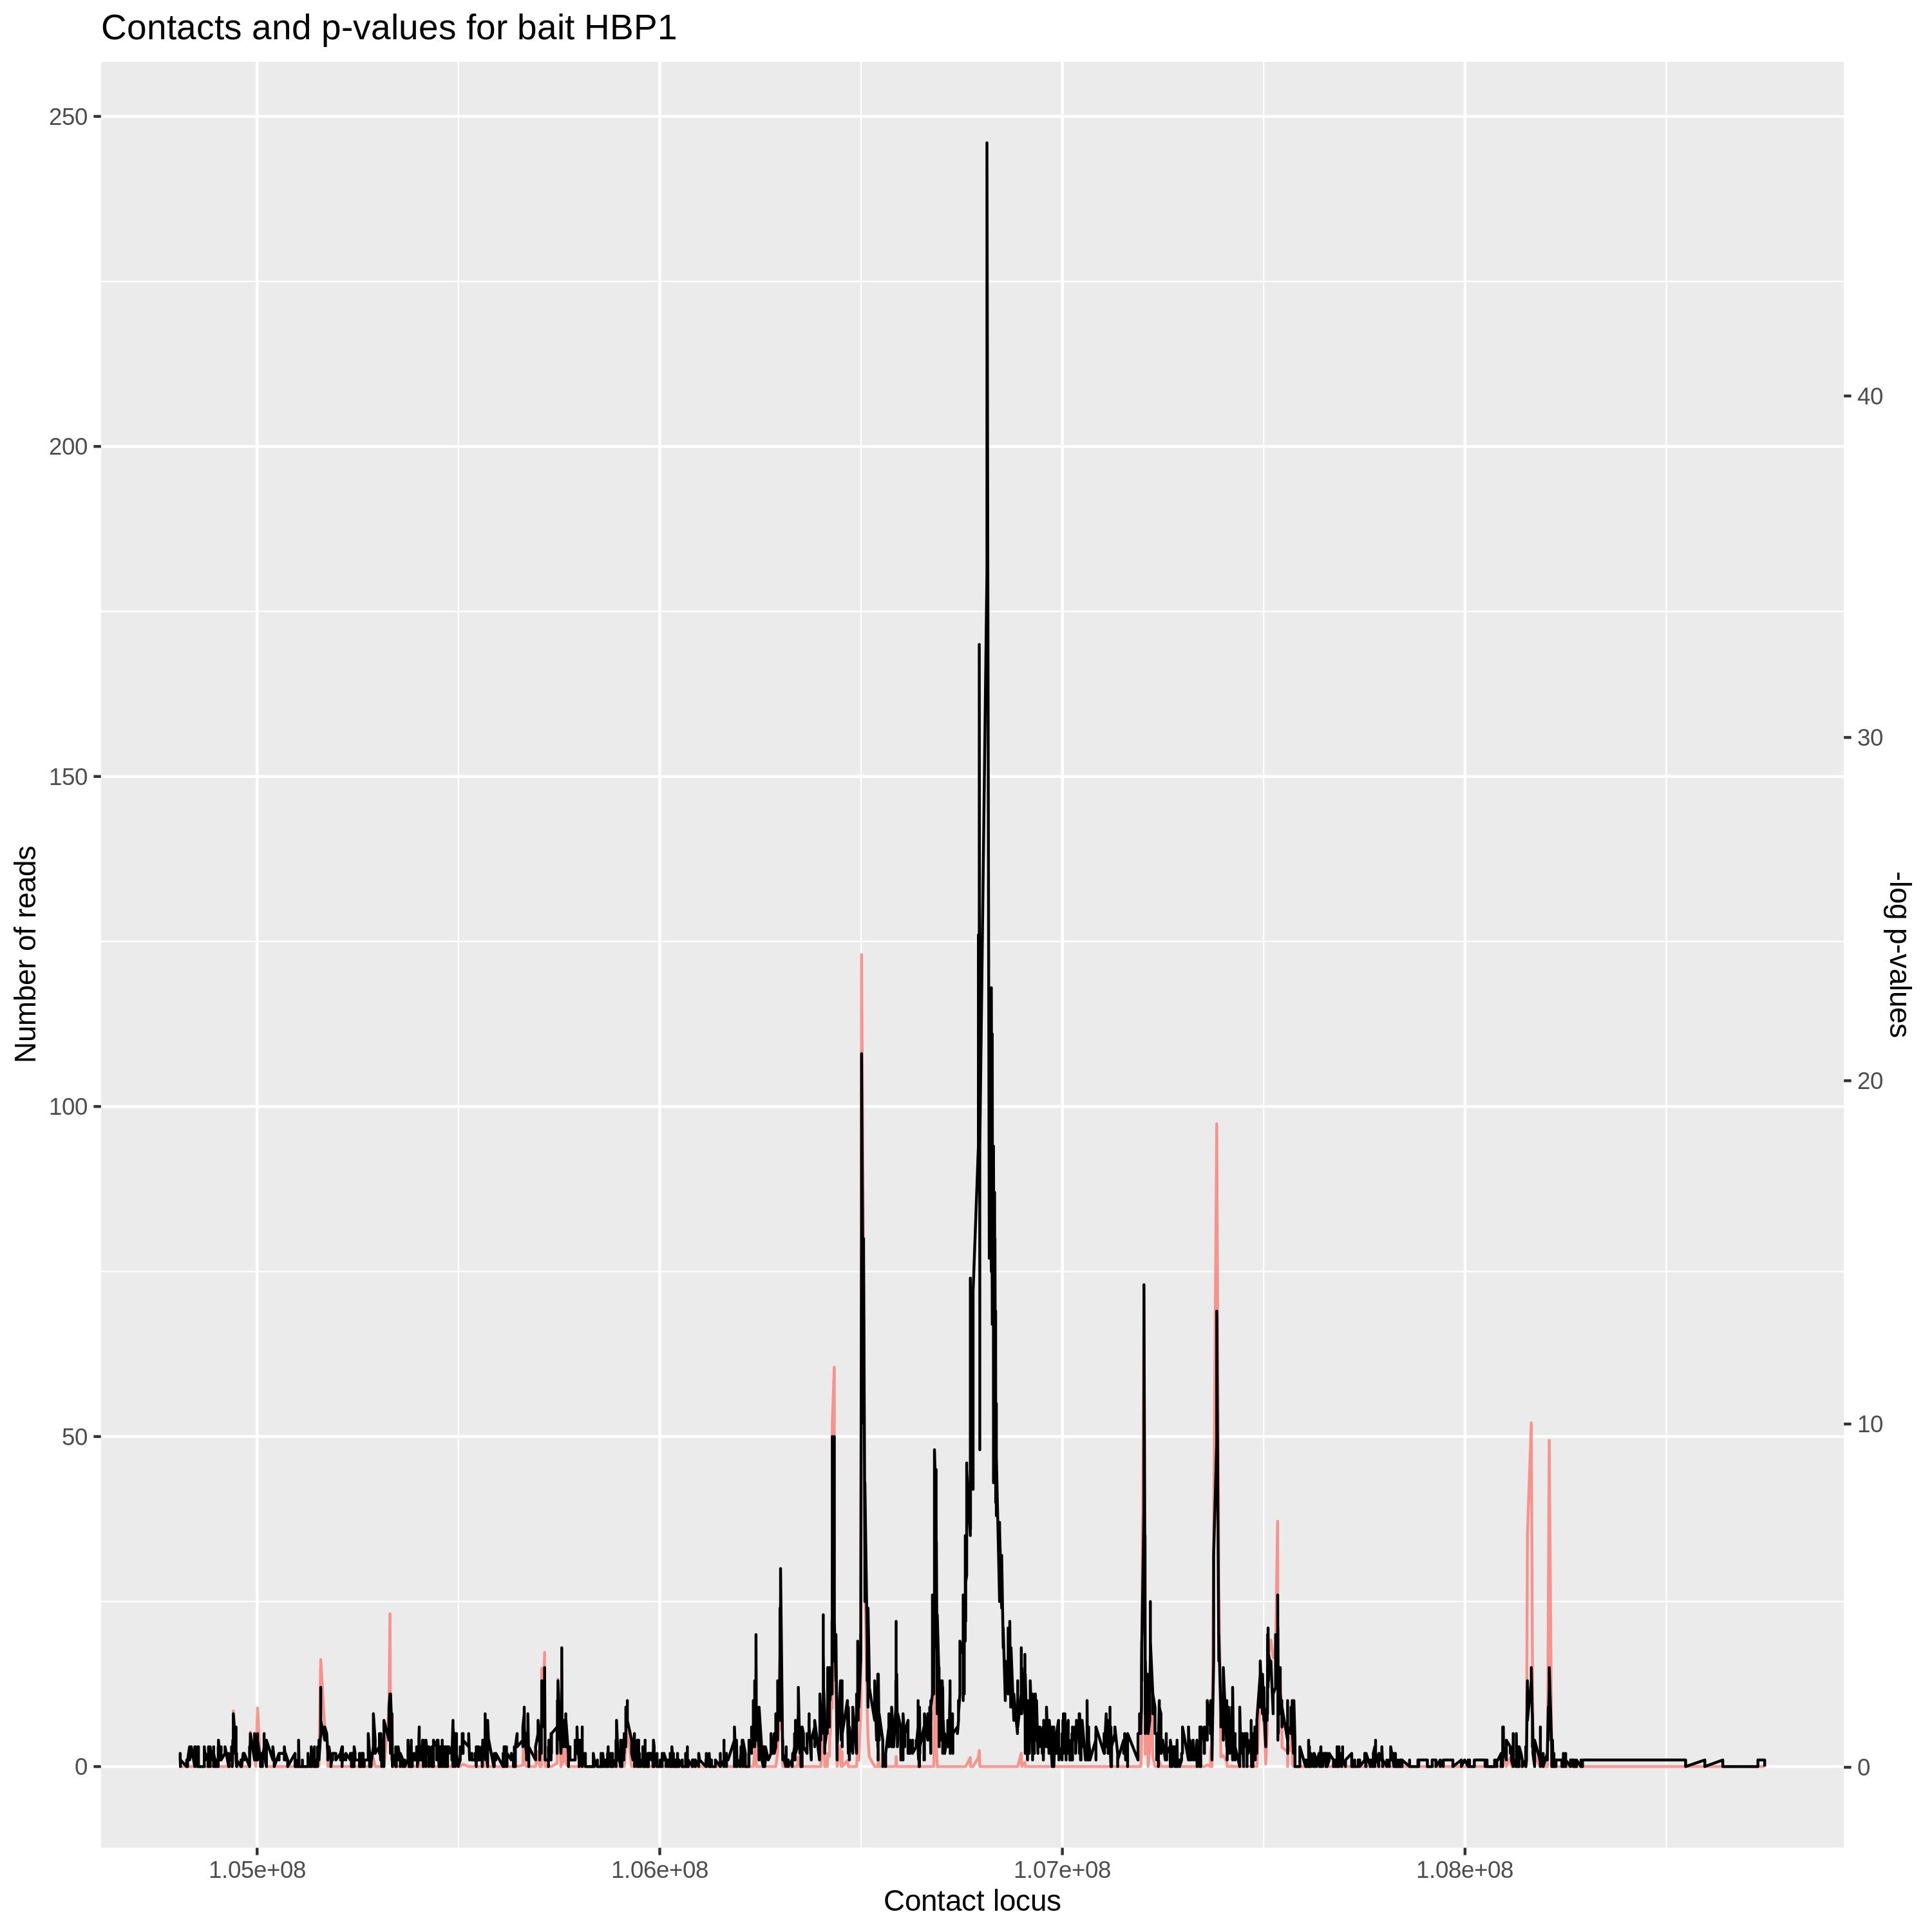 Contacts and p-values for bait HBP1
250
200
150
100
50
0
Number of reads
40
30
20
10
0
-log p-values
1.05e+08
1.06e+08
1.07e+08
1.08e+08
Contact locus